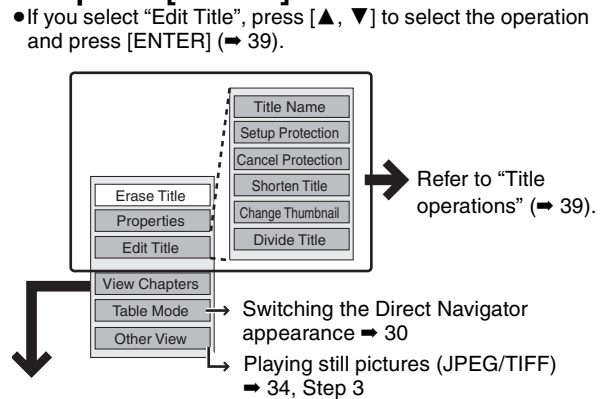 ●If you select “Edit Title”, press [▲, ▼] to select the operation
and press [ENTER] (➡ 39).
Title Name
Setup Protection
Cancel Protection
Shorten Title
Change Thumbnail
Divide Title
Refer to “Title
operations” (➡ 39).
Erase Title
Properties
Edit Title
View Chapters
Table Mode
Other View
Switching the Direct Navigator
appearance ➡ 30
Playing still pictures (JPEG/TIFF)
➡ 34, Step 3